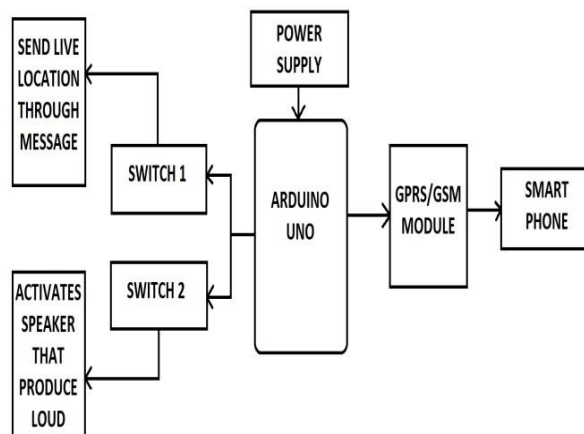 SEND LIVE
LOCATION
THROUGH
MESSAGE
POWER
SUPPLY
SWITCH 1
ARDUINO
UNO
GPRS/GSM
MODULE
SMART
PHONE
SWITCH 2
ACTIVATES
SPEAKER
THAT
PRODUCE
LOUD